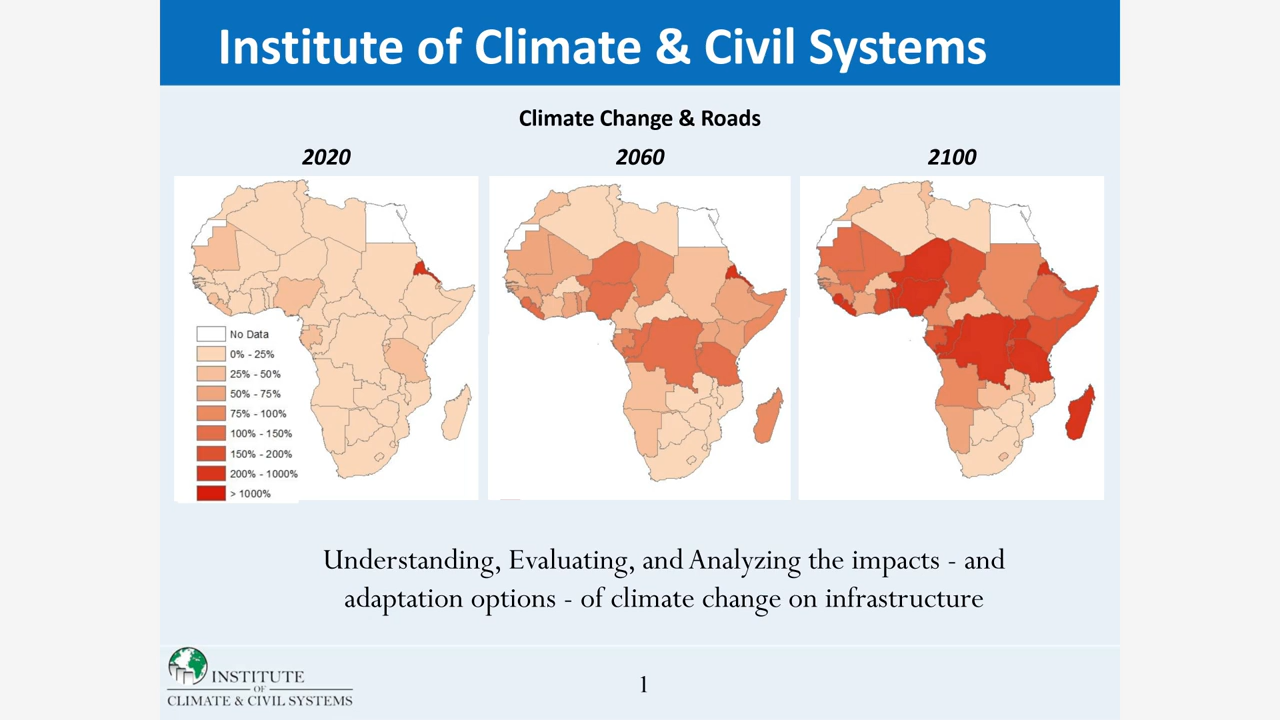 Institute of Climate & Civil Systems
Climate Change & Roads
2020
2060
2100
No Data
0% - 25%
25% - 50%
50% - 75%
75% - 100%
100% - 150%
150% - 200%
200% - 1000%
> 1000%
Understanding, Evaluating, and Analyzing the impacts - and
adaptation options - of climate change on infrastructure
INSTITUTE
OF
CLIMATE & CIVIL SYSTEMS
1